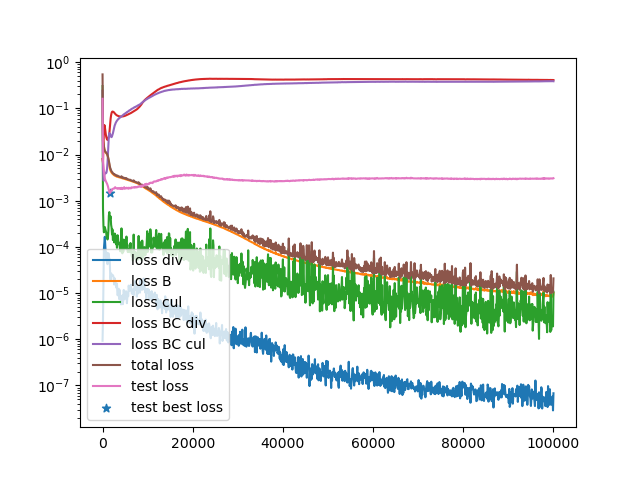 10⁰
10⁻¹
10⁻²
10⁻³
10⁻⁴
10⁻⁵
10⁻⁶
10⁻⁷
loss div
loss B
loss cul
loss BC div
loss BC cul
total loss
test loss
test best loss
0 20000 40000 60000 80000 100000